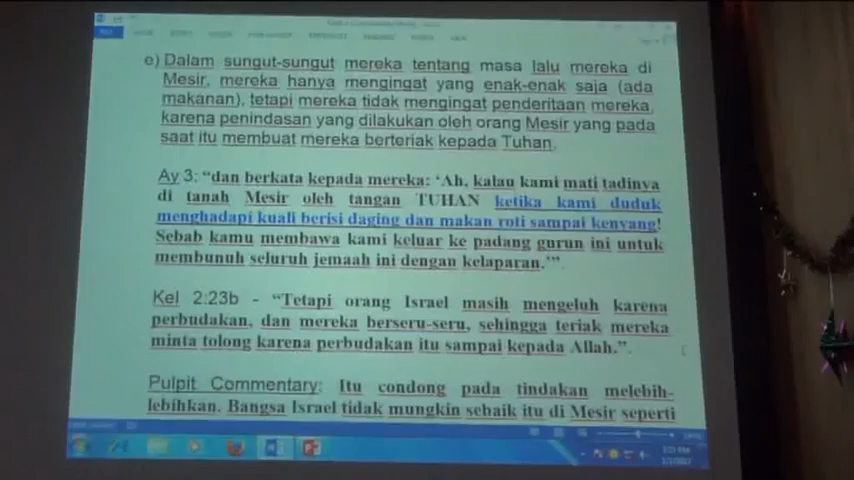 e) Dalam sungut-sungut mereka tentang masa lalu mereka di
Mesir, mereka hanya mengingat yang enak-enak saja (ada
makanan), tetapi mereka tidak mengingat penderitaan mereka,
karena penindasan yang dilakukan oleh orang Mesir yang pada
saat itu membuat mereka berteriak kepada Tuhan.
Ay 3: “dan berkata kepada mereka: ‘Ah, kalau kami mati tadinya
di tanah Mesir oleh tangan TUHAN ketika kami duduk
menghadapi kuali berisi daging dan makan roti sampai kenyang!
Sebab kamu membawa kami keluar ke padang gurun ini untuk
membunuh seluruh jemaah ini dengan kelaparan.’”.
Kel 2:23b - “Tetapi orang Israel masih mengeluh karena
perbudakan, dan mereka berseru-seru, sehingga teriak mereka
minta tolong karena perbudakan itu sampai kepada Allah.”.
Pulpit Commentary: Itu condong pada tindakan melebih-
lebihkan. Bangsa Israel tidak mungkin sebaik itu di Mesir seperti